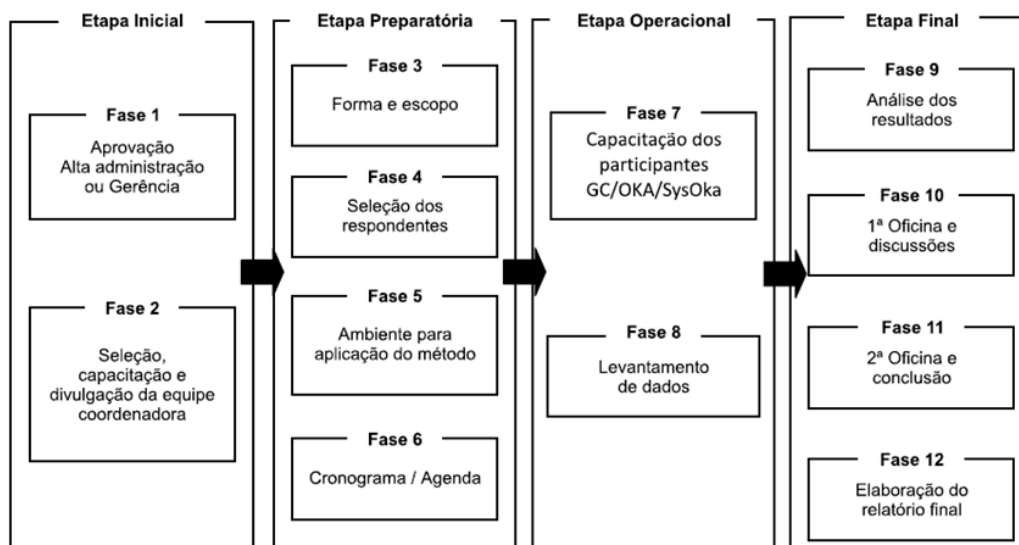 Etapa Inicial
Fase 1
Aprovação
Alta administração
ou Gerência
Fase 2
Seleção,
capacitação e
divulgação da equipe
coordenadora
Etapa Preparatória
Fase 3
Forma e escopo
Fase 4
Seleção dos
respondentes
Fase 5
Ambiente para
aplicação do método
Fase 6
Cronograma / Agenda
Etapa Operacional
Fase 7
Capacitação dos
participantes
GC/OKA/SysOka
Fase 8
Levantamento
de dados
Etapa Final
Fase 9
Análise dos
resultados
Fase 10
1ª Oficina e
discussões
Fase 11
2ª Oficina e
conclusão
Fase 12
Elaboração do
relatório final